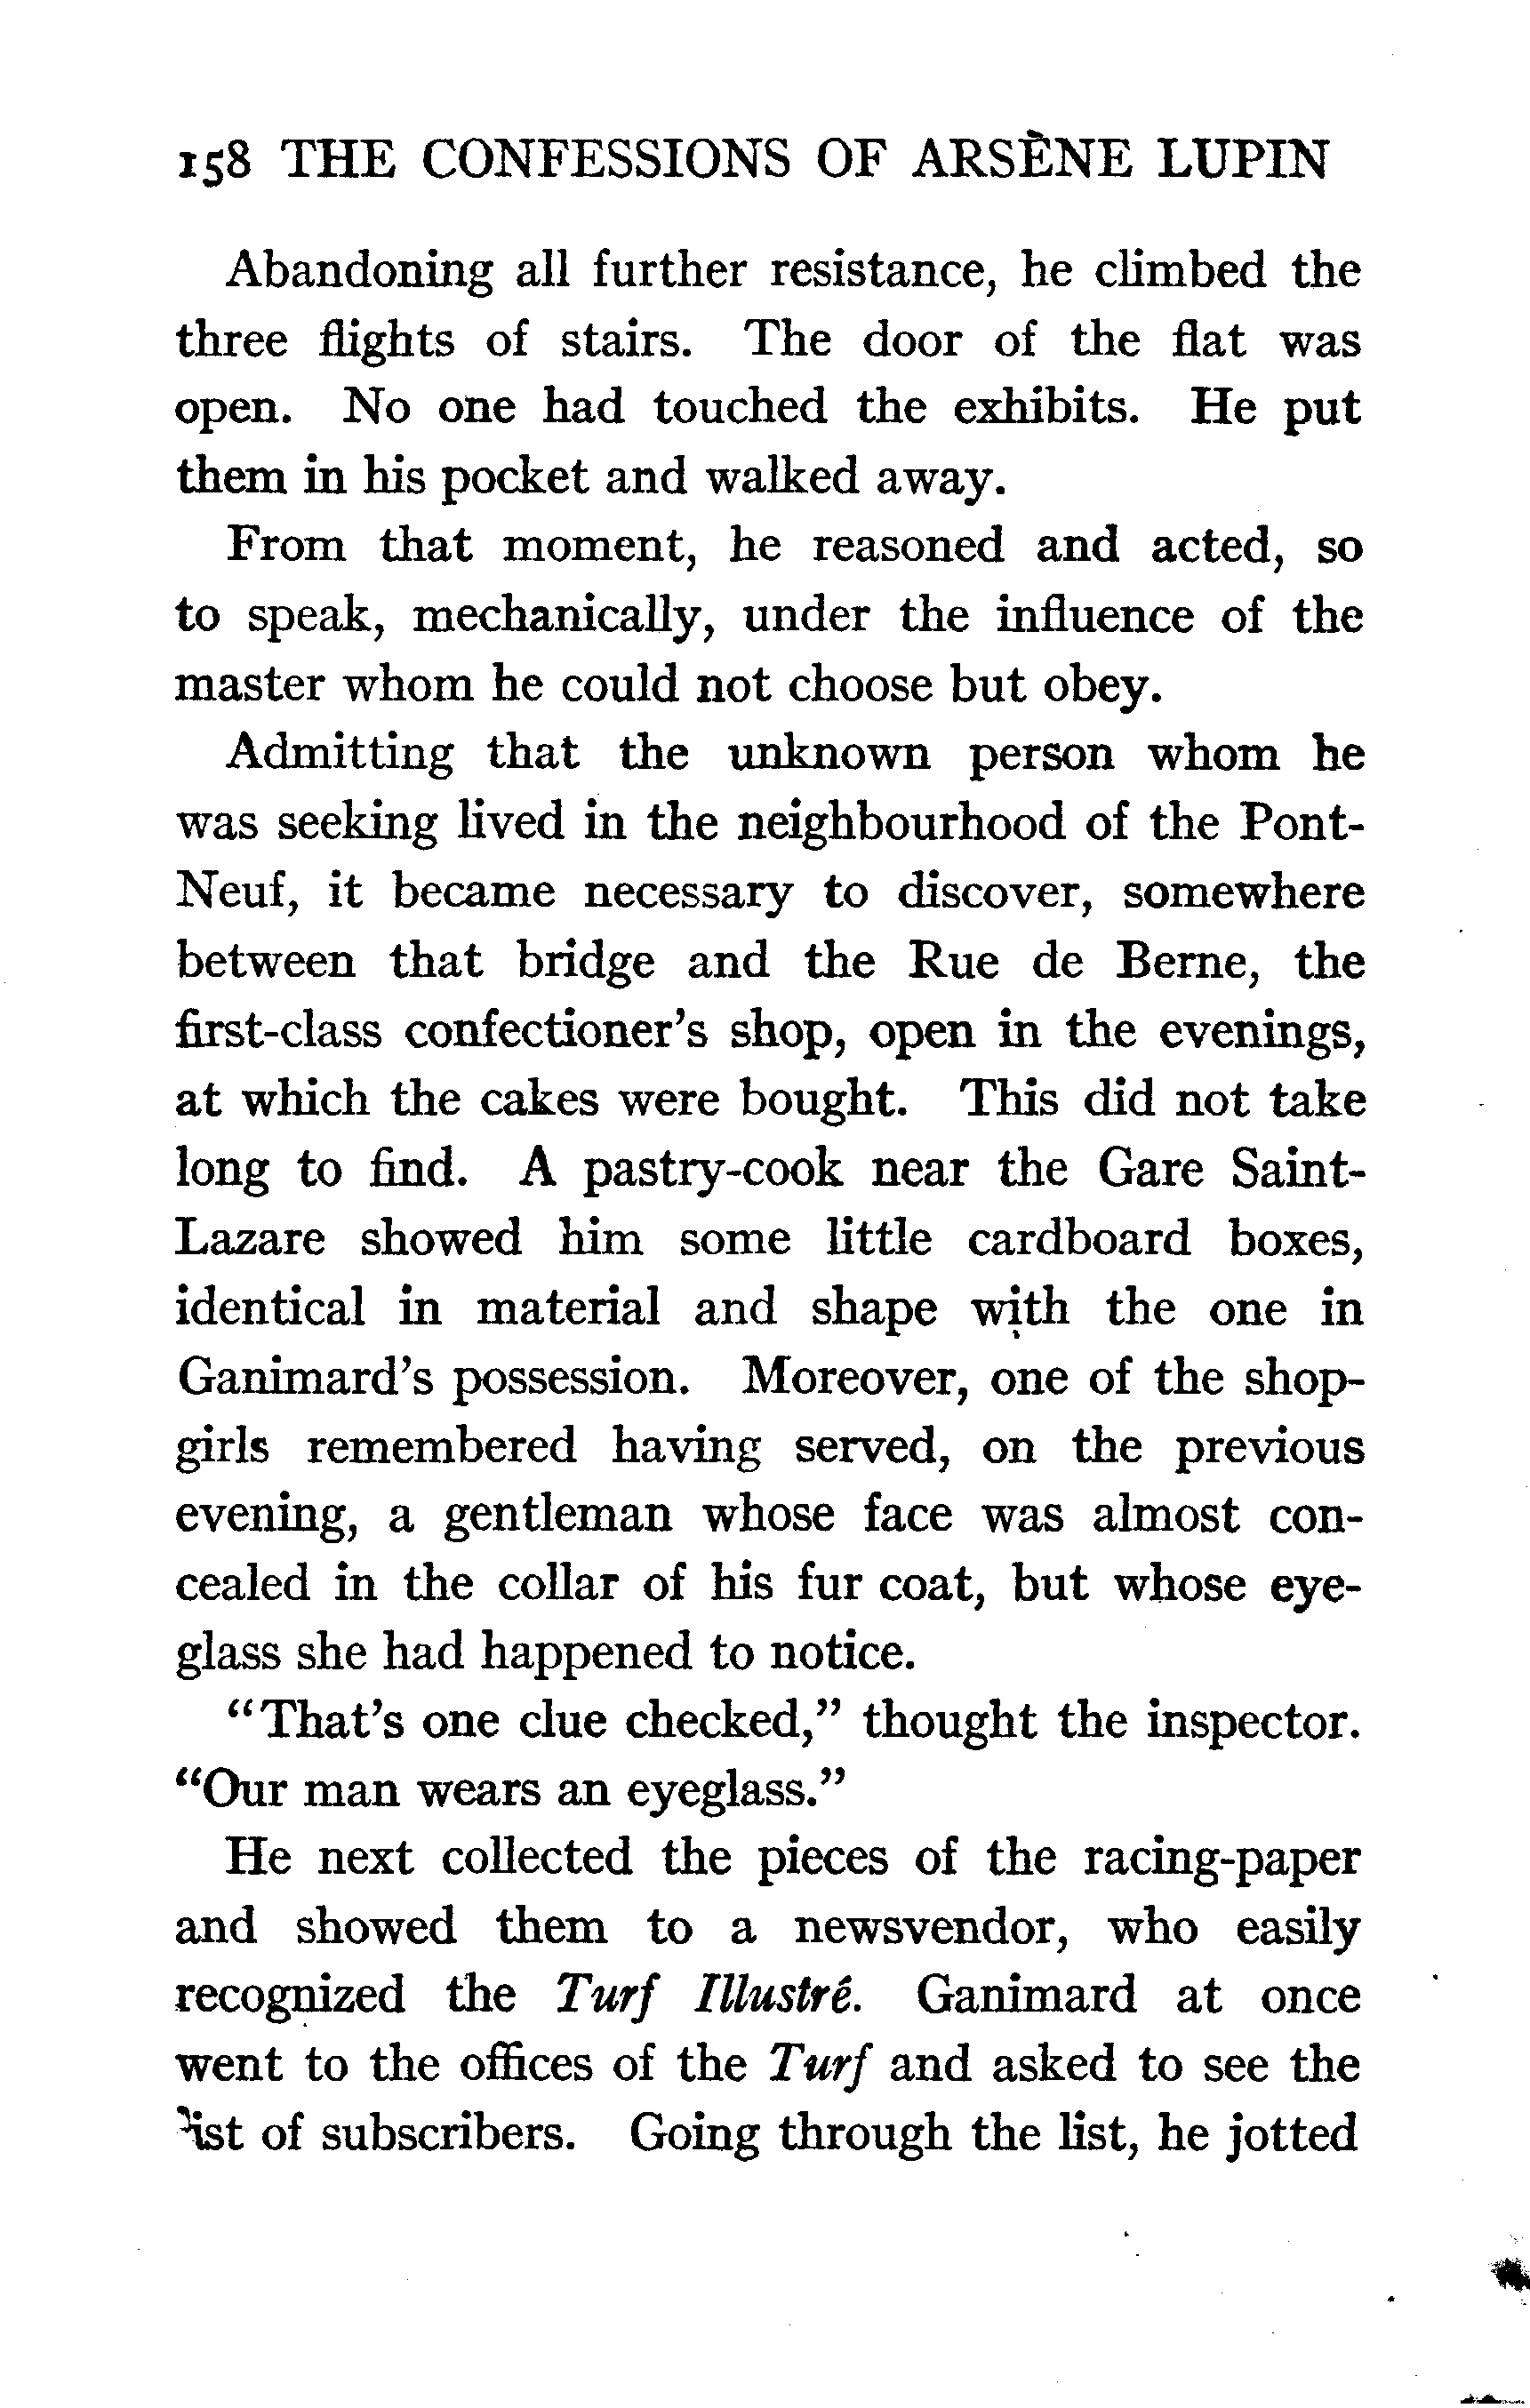 158 THE CONFESSIONS OF ARSÈNE LUPIN
Abandoning all further resistance, he climbed the
three flights of stairs. The door of the flat was
open. No one had touched the exhibits. He put
them in his pocket and walked away.
From that moment, he reasoned and acted, so
to speak, mechanically, under the influence of the
master whom he could not choose but obey.
Admitting that the unknown person whom he
was seeking lived in the neighbourhood of the Pont-
Neuf, it became necessary to discover, somewhere
between that bridge and the Rue de Berne, the
first-class confectioner's shop, open in the evenings,
at which the cakes were bought. This did not take
long to find. A pastry-cook near the Gare Saint-
Lazare showed him some little cardboard boxes,
identical in material and shape with the one in
Ganimard's possession. Moreover, one of the shop-
girls remembered having served, on the previous
evening, a gentleman whose face was almost con-
cealed in the collar of his fur coat, but whose eye-
glass she had happened to notice.
"That's one clue checked," thought the inspector.
"Our man wears an eyeglass."
He next collected the pieces of the racing-paper
and showed them to a newsvendor, who easily
recognized the Turf Illustré. Ganimard at once
went to the offices of the Turf and asked to see the
list of subscribers. Going through the list, he jotted